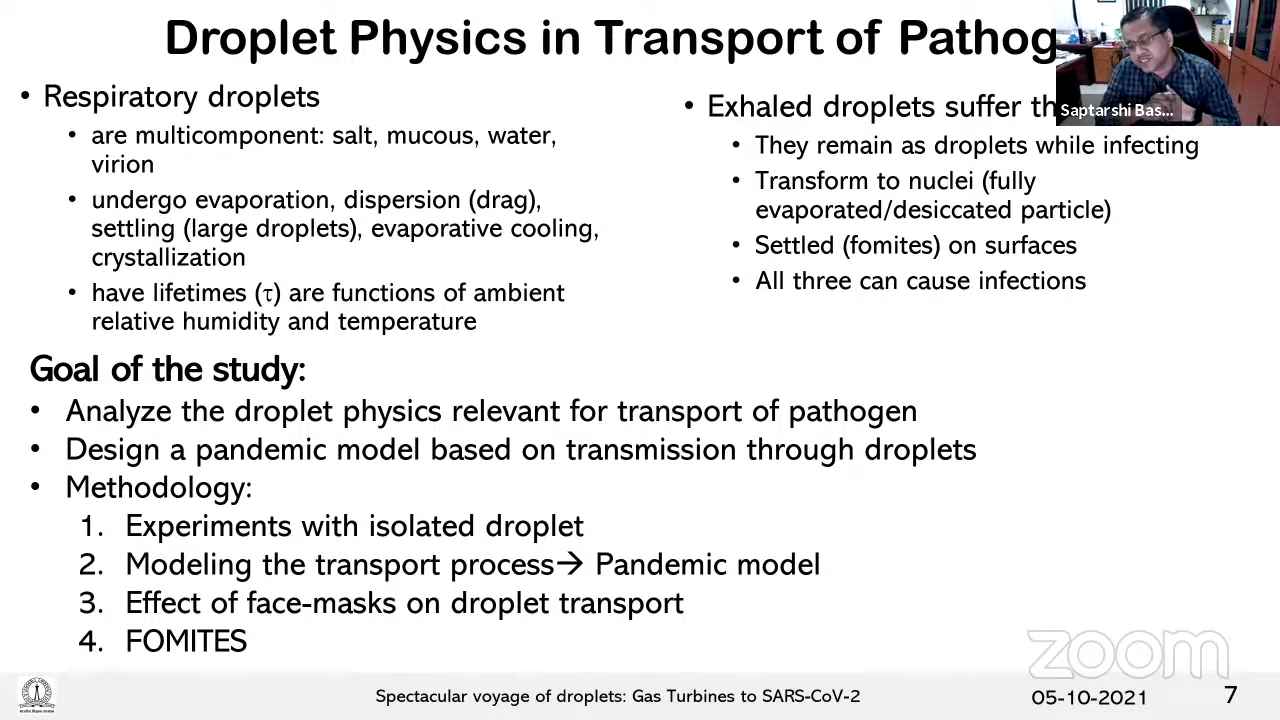 Droplet Physics in Transport of Pathog
• Respiratory droplets
• are multicomponent: salt, mucous, water,
virion
• undergo evaporation, dispersion (drag),
settling (large droplets), evaporative cooling,
crystallization
• have lifetimes (τ) are functions of ambient
relative humidity and temperature
• Exhaled droplets suffer th
Saptarshi Bas...
• They remain as droplets while infecting
• Transform to nuclei (fully
evaporated/desiccated particle)
• Settled (fomites) on surfaces
• All three can cause infections
Goal of the study:
• Analyze the droplet physics relevant for transport of pathogen
• Design a pandemic model based on transmission through droplets
• Methodology:
1. Experiments with isolated droplet
2. Modeling the transport process→ Pandemic model
3. Effect of face-masks on droplet transport
4. FOMITES
zoom
Spectacular voyage of droplets: Gas Turbines to SARS-CoV-2
05-10-2021
7